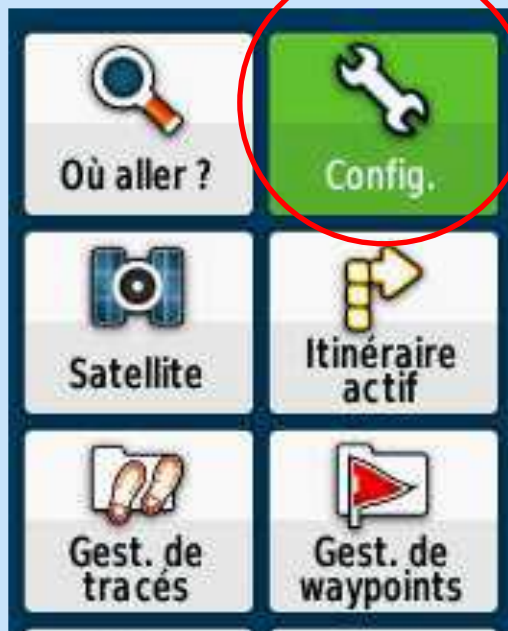 Où aller ?
Config.
Satellite
Itinéraire
actif
Gest. de
tracés
Gest. de
waypoints